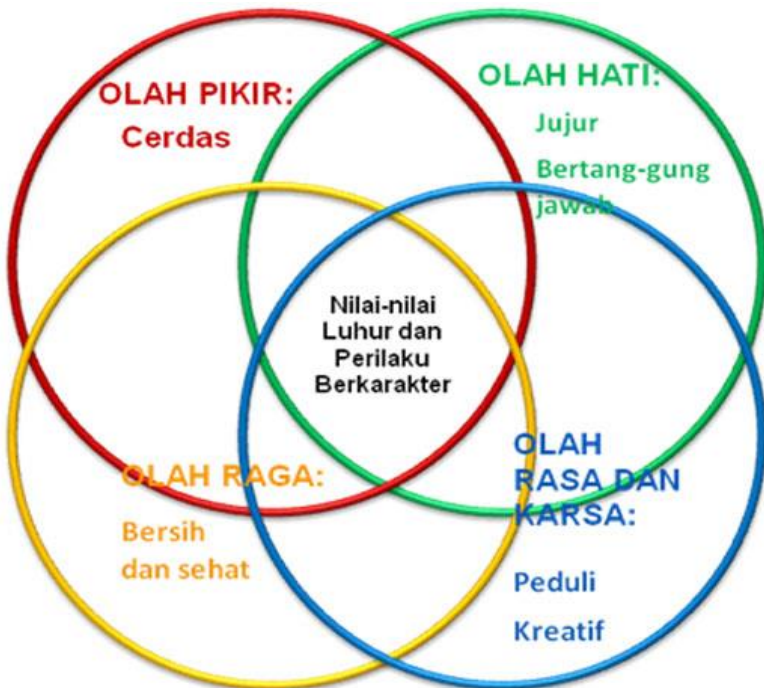 OLAH PIKIR:
Cerdas
OLAH HATI:
Jujur
Bertang-gung
jawab
Nilai-nilai
Luhur dan
Perilaku
Berkarakter
OLAH RAGA:
Bersih
dan sehat
OLAH
RASA DAN
KARSA:
Peduli
Kreatif